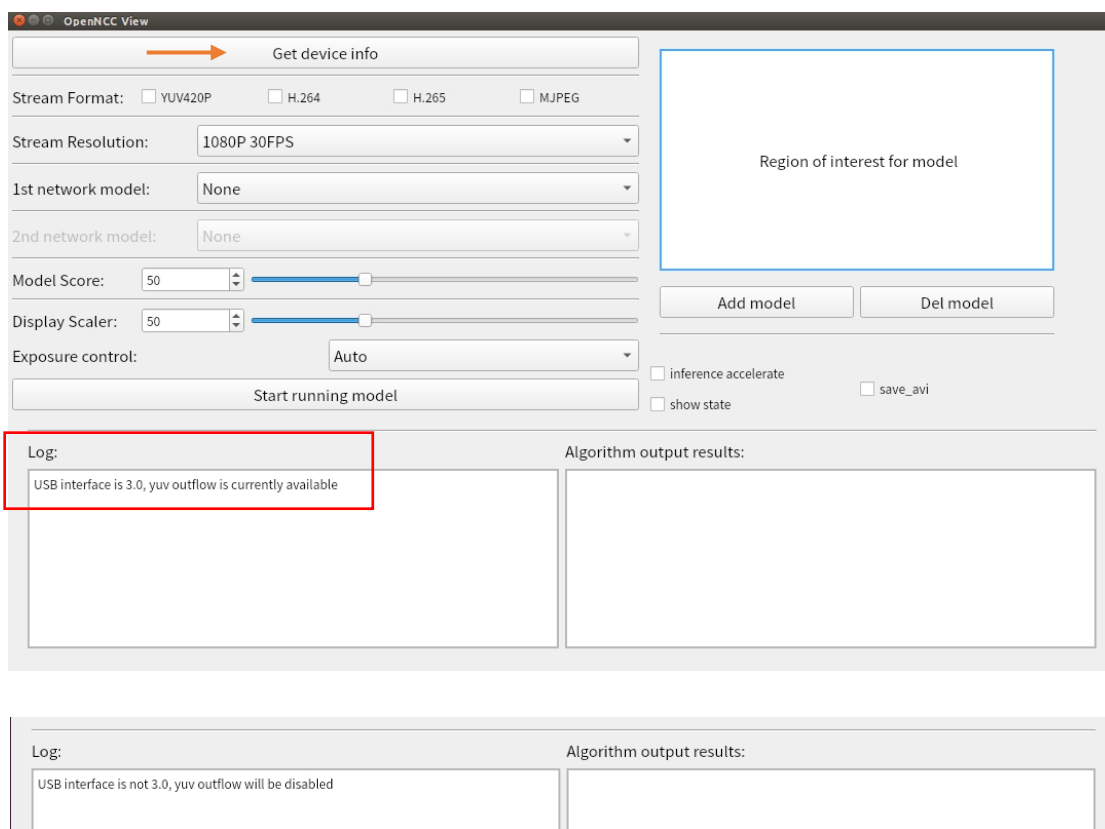 OpenNCC View
Get device info
Stream Format: YUV420P H.264 H.265 MJPEG
Stream Resolution: 1080P 30FPS
1st network model: None
2nd network model: None
Model Score: 50
Display Scaler: 50
Exposure control: Auto
Start running model
Region of interest for model
Add model Del model
inference accelerate
save_avi
show state
Log:
USB interface is 3.0, yuv outflow is currently available
Algorithm output results:
Log:
USB interface is not 3.0, yuv outflow will be disabled
Algorithm output results: